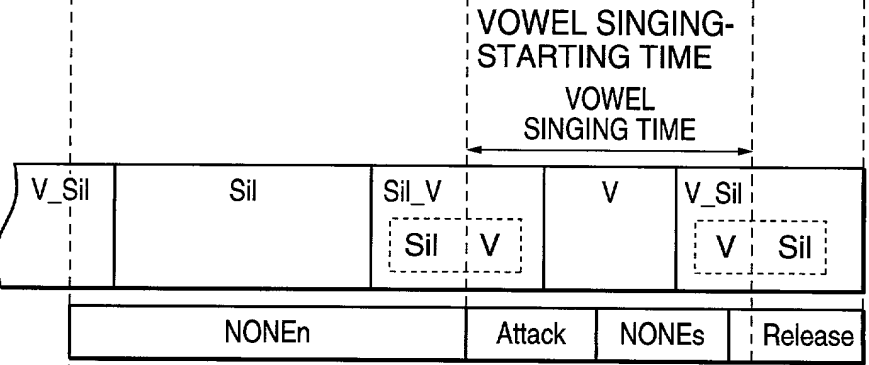 VOWEL SINGING-
STARTING TIME
VOWEL
SINGING TIME
V_Sil Sil Sil_V V V_Sil
Sil V V Sil
NONEn Attack NONEs Release